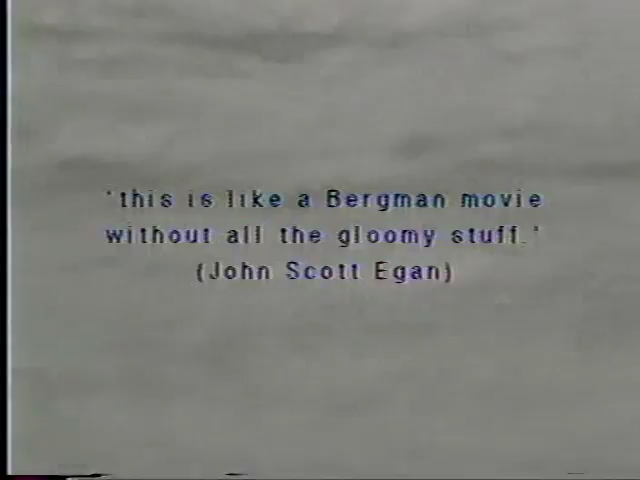 'this is like a Bergman movie
without all the gloomy stuff.'
(John Scott Egan)